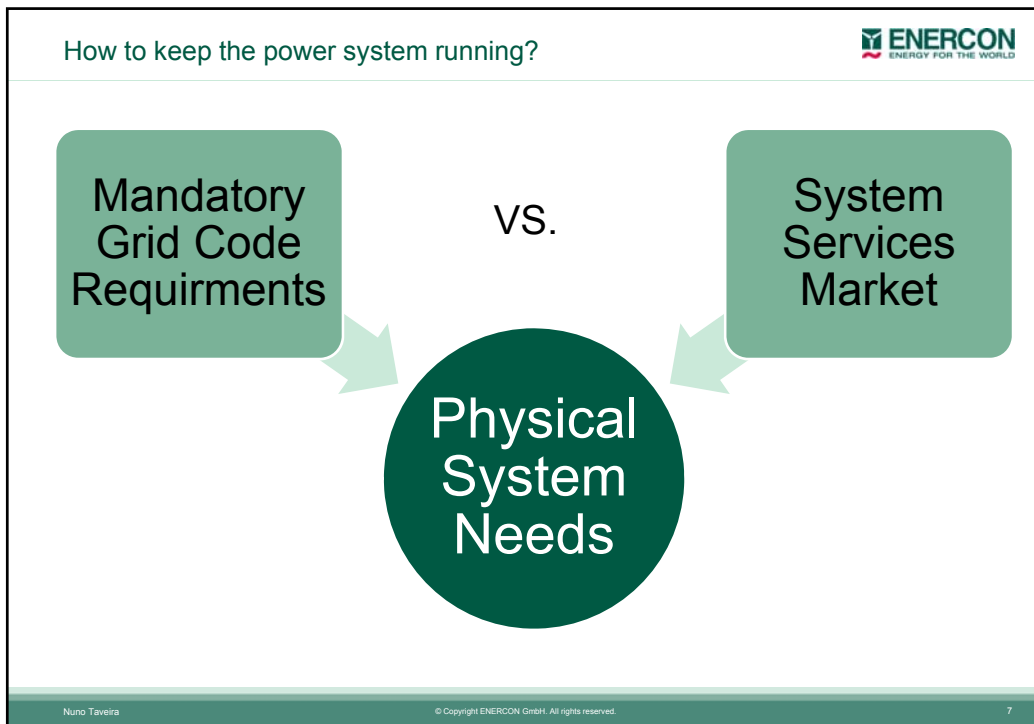 How to keep the power system running?
ENERCON
ENERGY FOR THE WORLD
Mandatory
Grid Code
Requirments
VS.
System
Services
Market
Physical
System
Needs
Nuno Taveira
© Copyright ENERCON GmbH. All rights reserved.
7